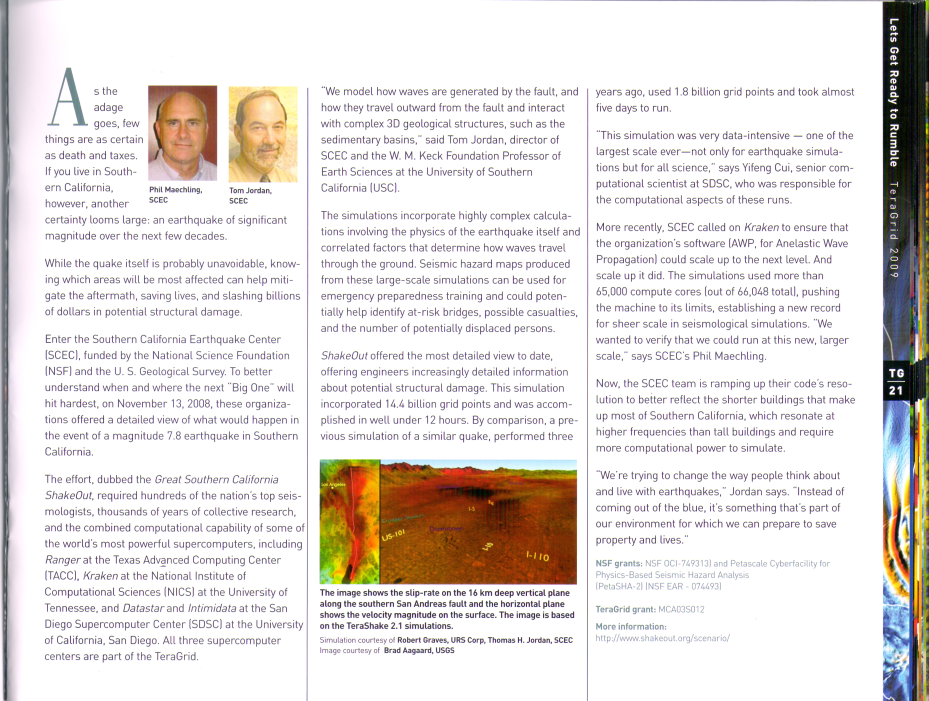 As the
adage
goes, few
things are as certain
as death and taxes.
If you live in South-
ern California,
however, another
certainty looms large: an earthquake of significant
magnitude over the next few decades.
Phil Maechling,
SCEC
Tom Jordan,
SCEC
While the quake itself is probably unavoidable, know-
ing which areas will be most affected can help miti-
gate the aftermath, saving lives, and slashing billions
of dollars in potential structural damage.
Enter the Southern California Earthquake Center
(SCEC), funded by the National Science Foundation
(NSF) and the U. S. Geological Survey. To better
understand when and where the next "Big One" will
hit hardest, on November 13, 2008, these organiza-
tions offered a detailed view of what would happen in
the event of a magnitude 7.8 earthquake in Southern
California.
The effort, dubbed the Great Southern California
ShakeOut, required hundreds of the nation's top seis-
mologists, thousands of years of collective research,
and the combined computational capability of some of
the world's most powerful supercomputers, including
Ranger at the Texas Advanced Computing Center
(TACC), Kraken at the National Institute of
Computational Sciences (NICS) at the University of
Tennessee, and Datastar and Intimidata at the San
Diego Supercomputer Center (SDSC) at the University
of California, San Diego. All three supercomputer
centers are part of the TeraGrid.
"We model how waves are generated by the fault, and
how they travel outward from the fault and interact
with complex 3D geological structures, such as the
sedimentary basins," said Tom Jordan, director of
SCEC and the W. M. Keck Foundation Professor of
Earth Sciences at the University of Southern
California (USC).
The simulations incorporate highly complex calcula-
tions involving the physics of the earthquake itself and
correlated factors that determine how waves travel
through the ground. Seismic hazard maps produced
from these large-scale simulations can be used for
emergency preparedness training and could poten-
tially help identify at-risk bridges, possible casualties,
and the number of potentially displaced persons.
ShakeOut offered the most detailed view to date,
offering engineers increasingly detailed information
about potential structural damage. This simulation
incorporated 14.4 billion grid points and was accom-
plished in well under 12 hours. By comparison, a pre-
vious simulation of a similar quake, performed three
Los Angeles
US-101
I-5
I-110
The image shows the slip-rate on the 16 km deep vertical plane
along the southern San Andreas fault and the horizontal plane
shows the velocity magnitude on the surface. The image is based
on the TeraShake 2.1 simulations.
Simulation courtesy of Robert Graves, URS Corp, Thomas H. Jordan, SCEC
Image courtesy of Brad Aagaard, USGS
years ago, used 1.8 billion grid points and took almost
five days to run.
"This simulation was very data-intensive — one of the
largest scale ever—not only for earthquake simula-
tions but for all science," says Yifeng Cui, senior com-
putational scientist at SDSC, who was responsible for
the computational aspects of these runs.
More recently, SCEC called on Kraken to ensure that
the organization's software (AWP, for Anelastic Wave
Propagation) could scale up to the next level. And
scale up it did. The simulations used more than
65,000 compute cores (out of 66,048 total), pushing
the machine to its limits, establishing a new record
for sheer scale in seismological simulations. "We
wanted to verify that we could run at this new, larger
scale," says SCEC's Phil Maechling.
Now, the SCEC team is ramping up their code's reso-
lution to better reflect the shorter buildings that make
up most of Southern California, which resonate at
higher frequencies than tall buildings and require
more computational power to simulate.
"We're trying to change the way people think about
and live with earthquakes," Jordan says. "Instead of
coming out of the blue, it's something that's part of
our environment for which we can prepare to save
property and lives."
NSF grants: NSF OCI-749313) and Petascale Cyberfacility for
Physics-Based Seismic Hazard Analysis
(PetaSHA-2) (NSF EAR - 074493)
TeraGrid grant: MCA03S012
More information:
http://www.shakeout.org/scenario/
Lets Get Ready to Rumble TeraGrid 2009
TG
21